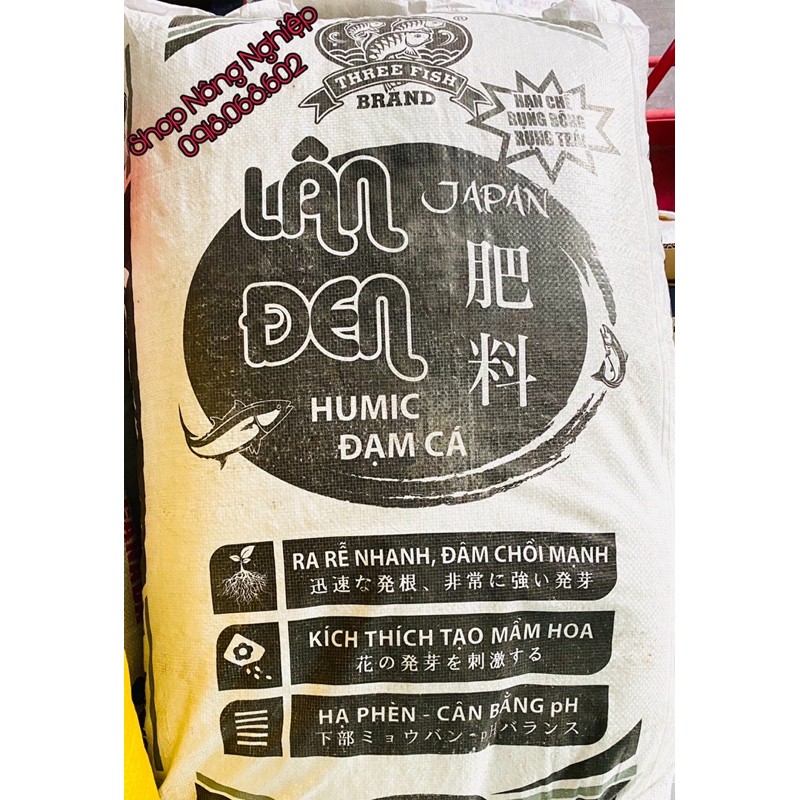 Shop Nông Nghiệp
0916.066.602
THREE FISH
BRAND
®
HẠN CHẾ
RỤNG BÔNG
RỤNG TRÁI
LÂN
ĐEN
JAPAN
肥料
HUMIC
ĐẠM CÁ
RA RỄ NHANH, ĐÂM CHỒI MẠNH
迅速な発根、非常に強い発芽
KÍCH THÍCH TẠO MẦM HOA
花の発芽を刺激する
HẠ PHÈN - CÂN BẰNG pH
下部ミョウバン-pHバランス